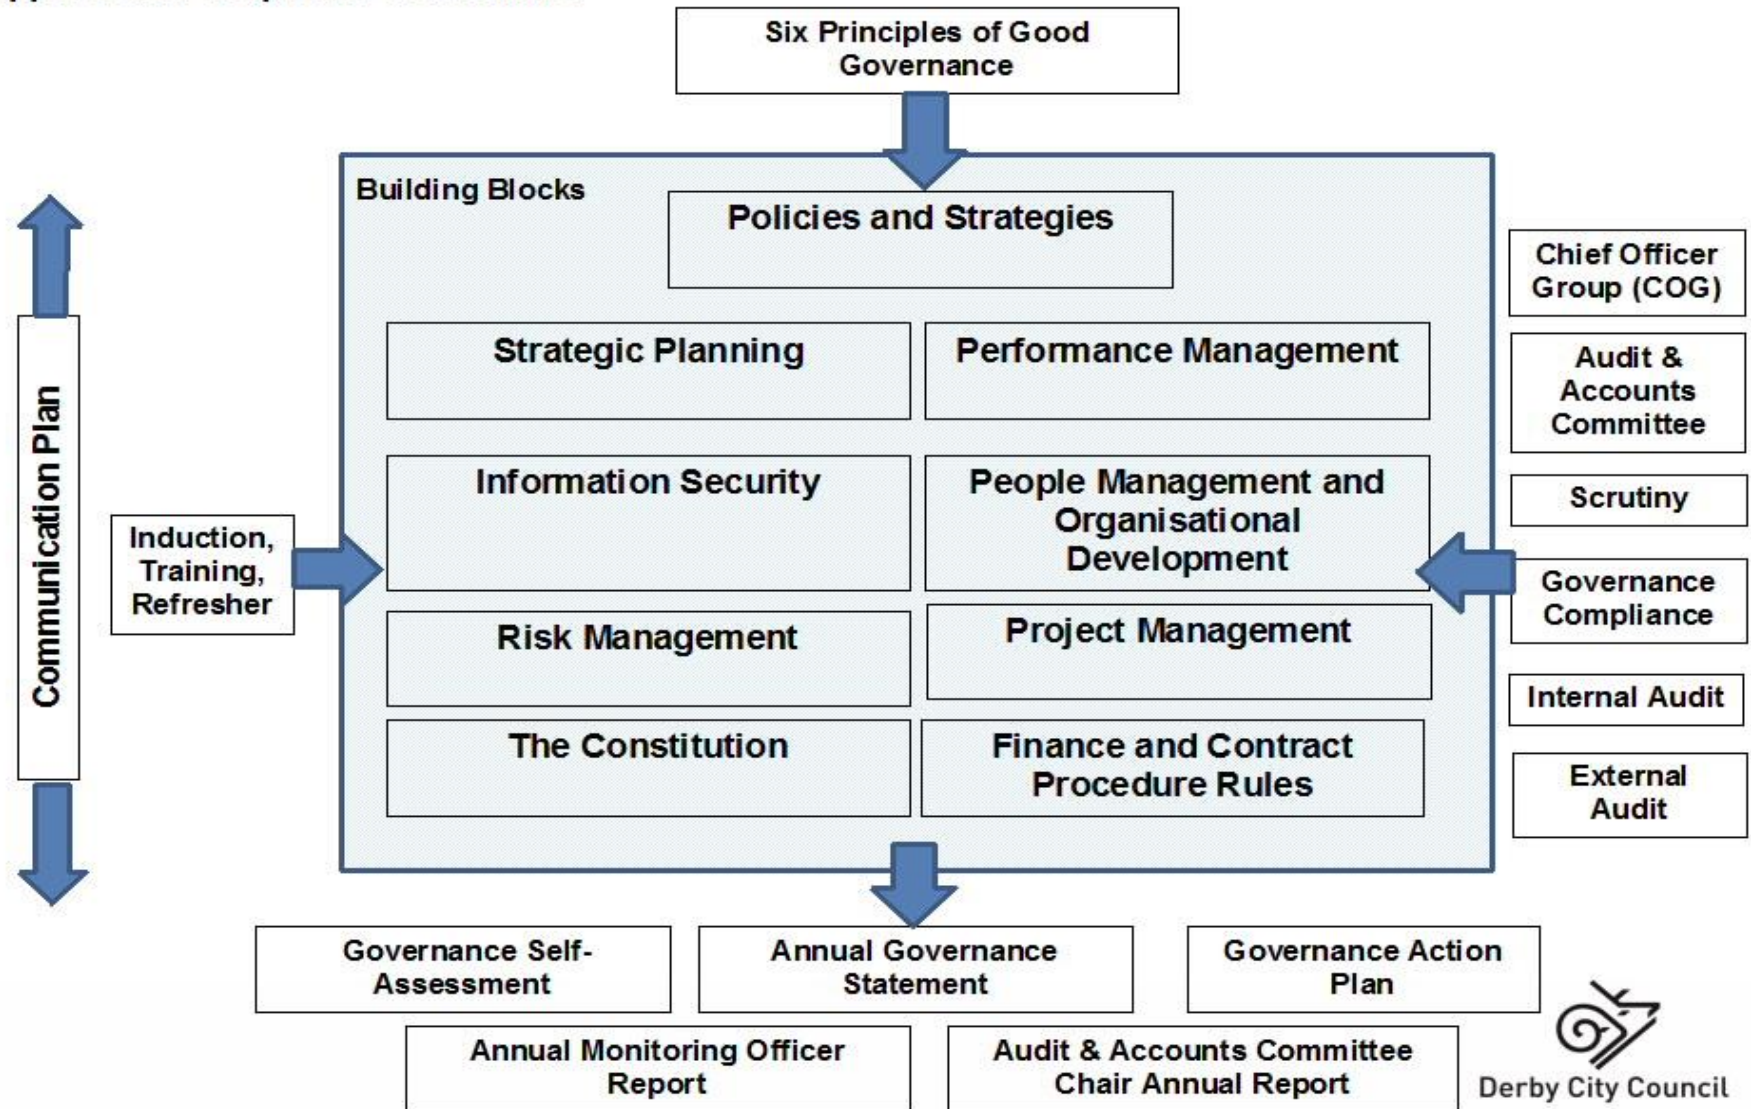 Six Principles of Good
Governance
Building Blocks
Policies and Strategies
Strategic Planning
Performance Management
Information Security
People Management and
Organisational
Development
Risk Management
Project Management
The Constitution
Finance and Contract
Procedure Rules
Communication Plan
Induction,
Training,
Refresher
Chief Officer
Group (COG)
Audit &
Accounts
Committee
Scrutiny
Governance
Compliance
Internal Audit
External
Audit
Governance Self-
Assessment
Annual Governance
Statement
Governance Action
Plan
Annual Monitoring Officer
Report
Audit & Accounts Committee
Chair Annual Report
Derby City Council